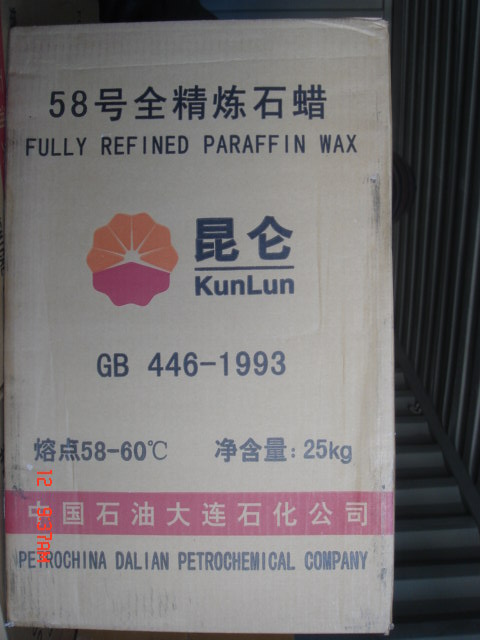 58号全精炼石蜡
FULLY REFINED PARAFFIN WAX
昆仑
KunLun
GB 446-1993
熔点58-60℃ 净含量: 25kg
中国石油大连石化公司
PETROCHINA DALIAN PETROCHEMICAL COMPANY